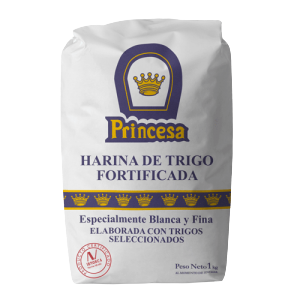 Princesa
HARINA DE TRIGO
FORTIFICADA
Especialmente Blanca y Fina
ELABORADA CON TRIGOS
SELECCIONADOS
Peso Neto 1 kg